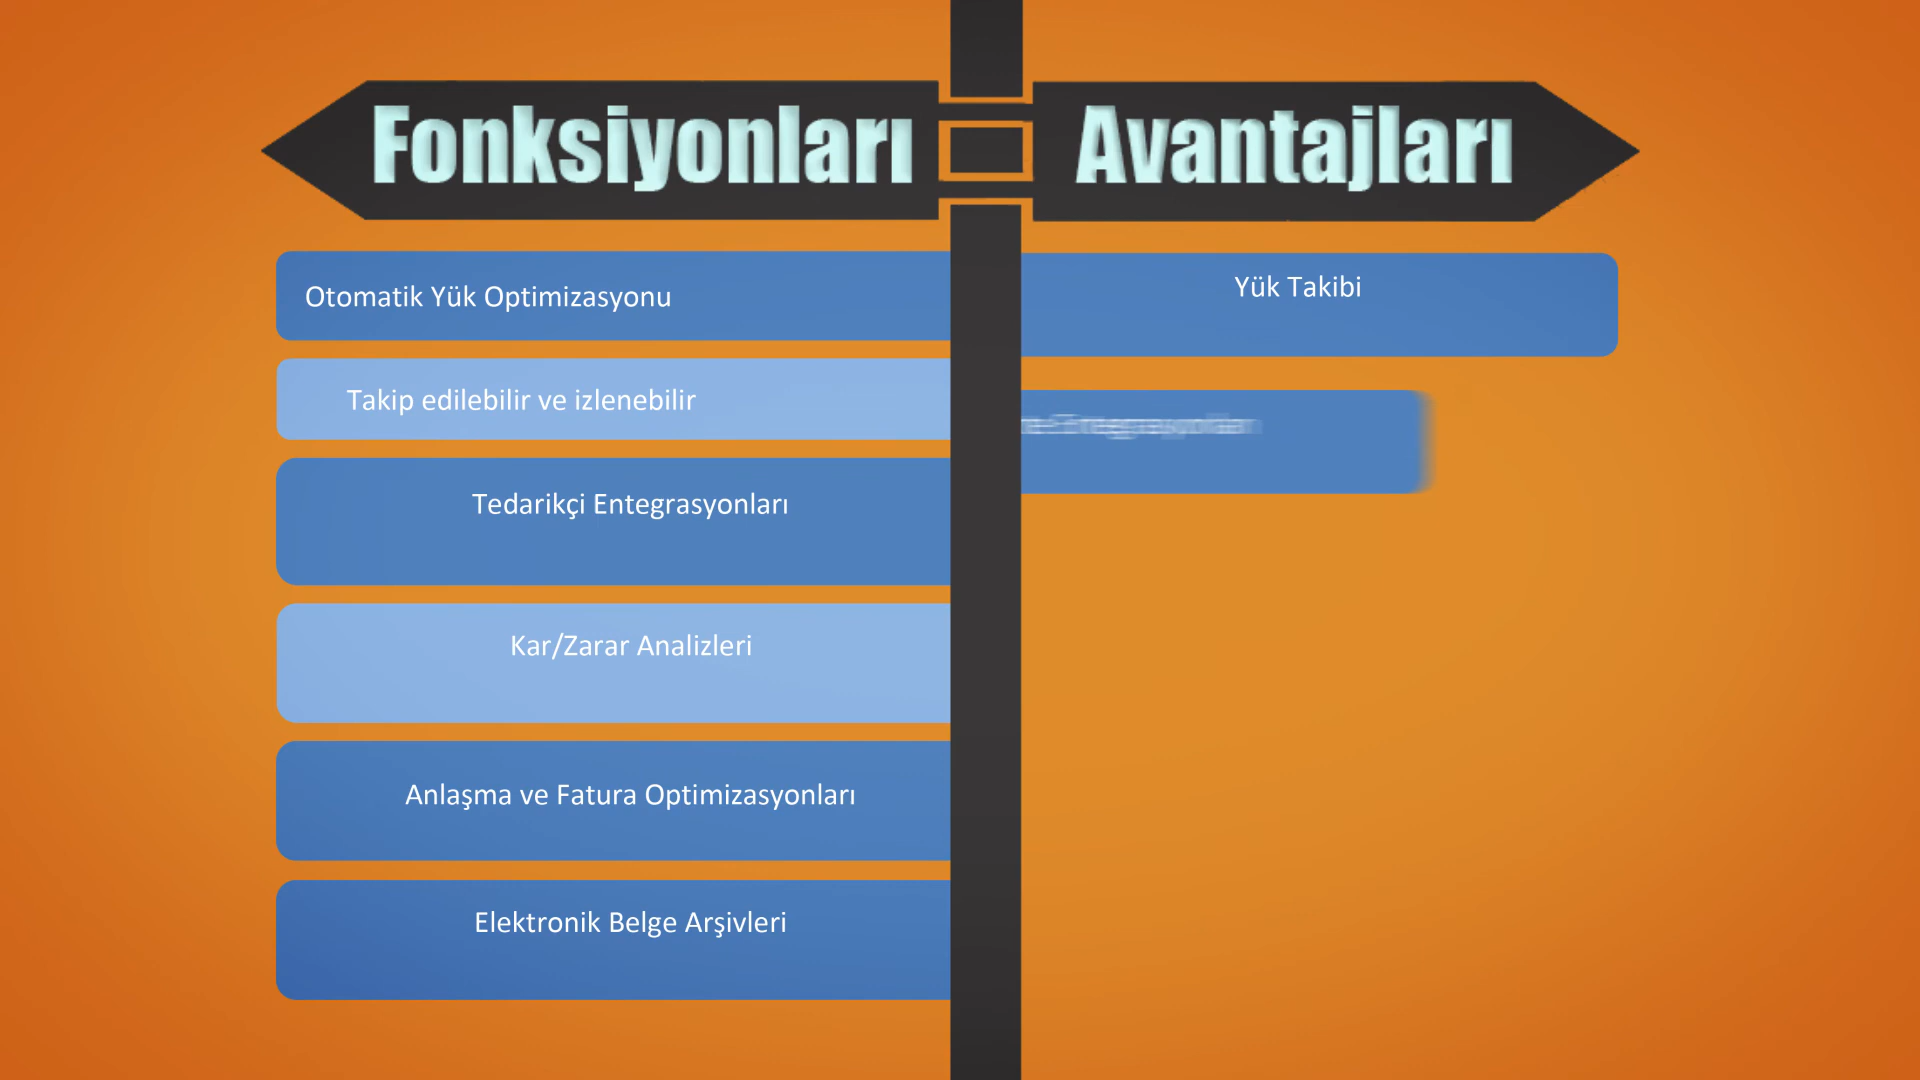 Fonksiyonları
Avantajları
Otomatik Yük Optimizasyonu
Takip edilebilir ve izlenebilir
Tedarikçi Entegrasyonları
Kar/Zarar Analizleri
Anlaşma ve Fatura Optimizasyonları
Elektronik Belge Arşivleri
Yük Takibi